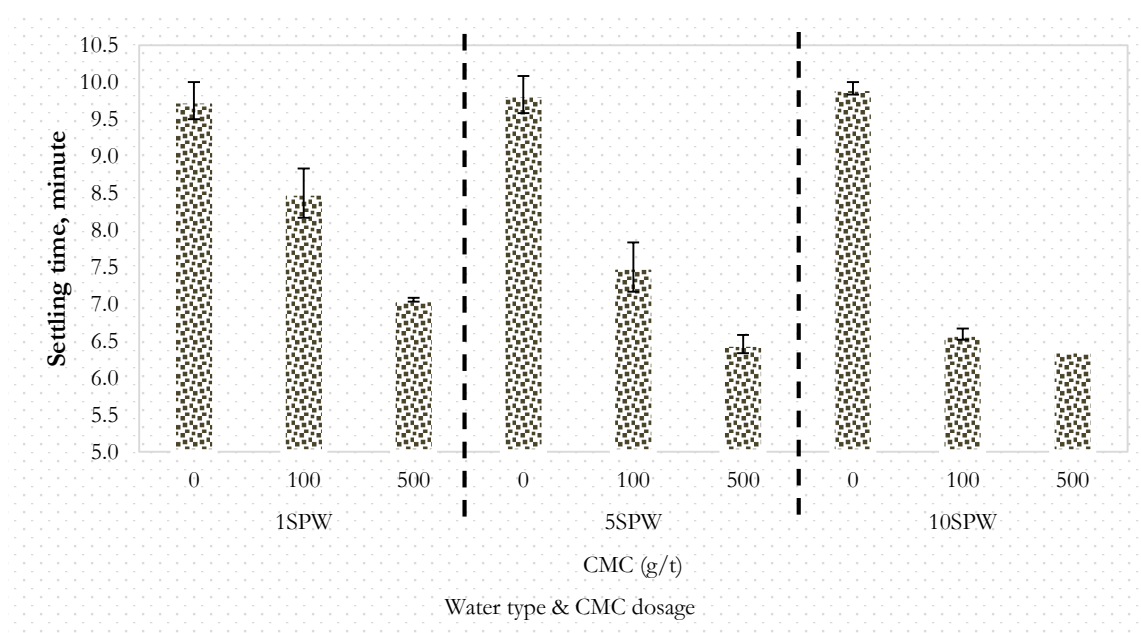 Settling time, minute
10.5
10.0
9.5
9.0
8.5
8.0
7.5
7.0
6.5
6.0
5.5
5.0
0 100 500 0 100 500 0 100 500
1SPW 5SPW 10SPW
CMC (g/t)
Water type & CMC dosage